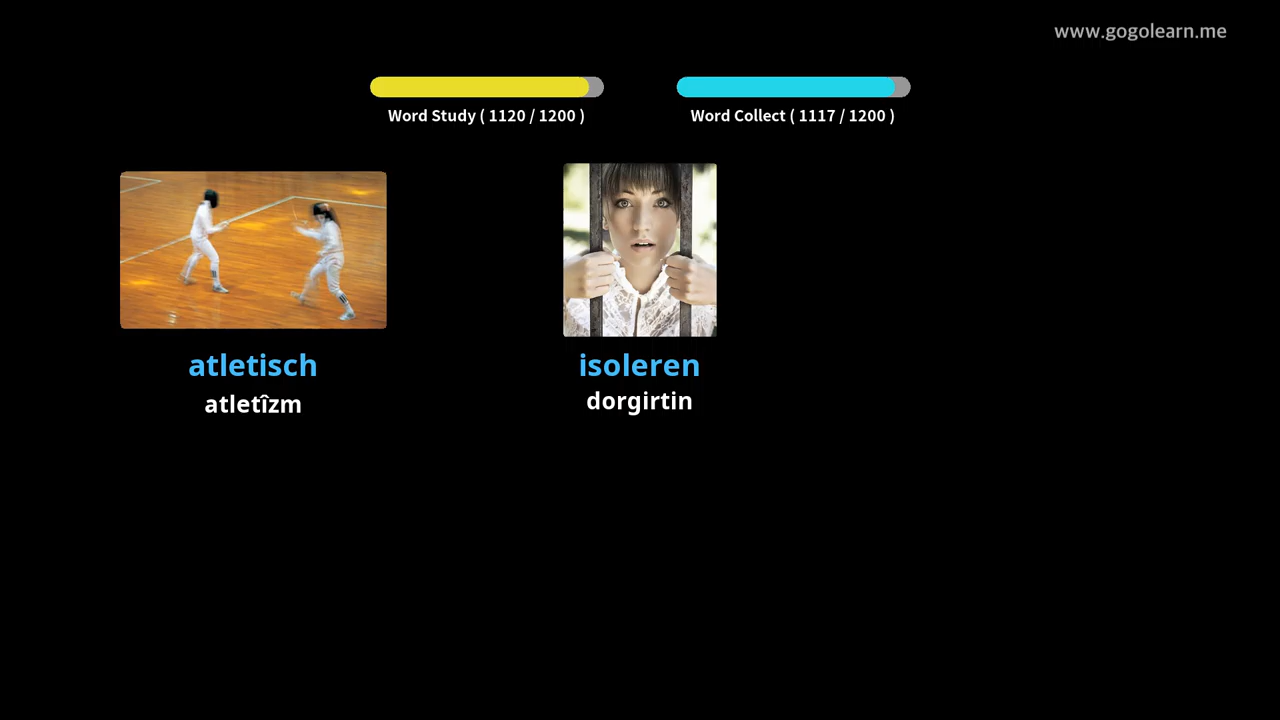 www.gogolearn.me
Word Study ( 1120 / 1200 )
Word Collect ( 1117 / 1200 )
atletisch
atletîzm
isoleren
dorgirtin